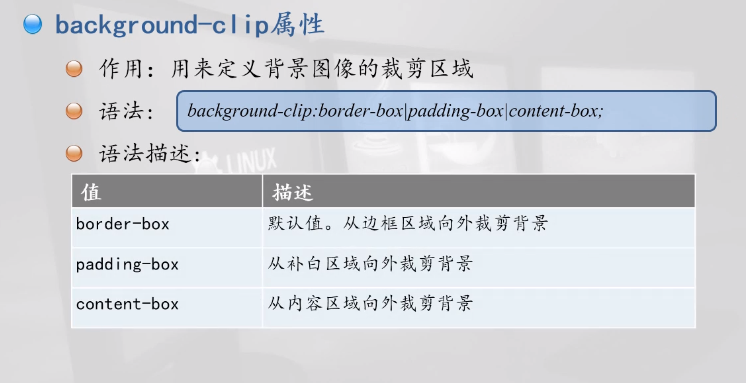 background-clip属性
作用：用来定义背景图像的裁剪区域
语法：
background-clip:border-box|padding-box|content-box;
语法描述：
LINUX
值 描述
border-box 默认值。从边框区域向外裁剪背景
padding-box 从补白区域向外裁剪背景
content-box 从内容区域向外裁剪背景